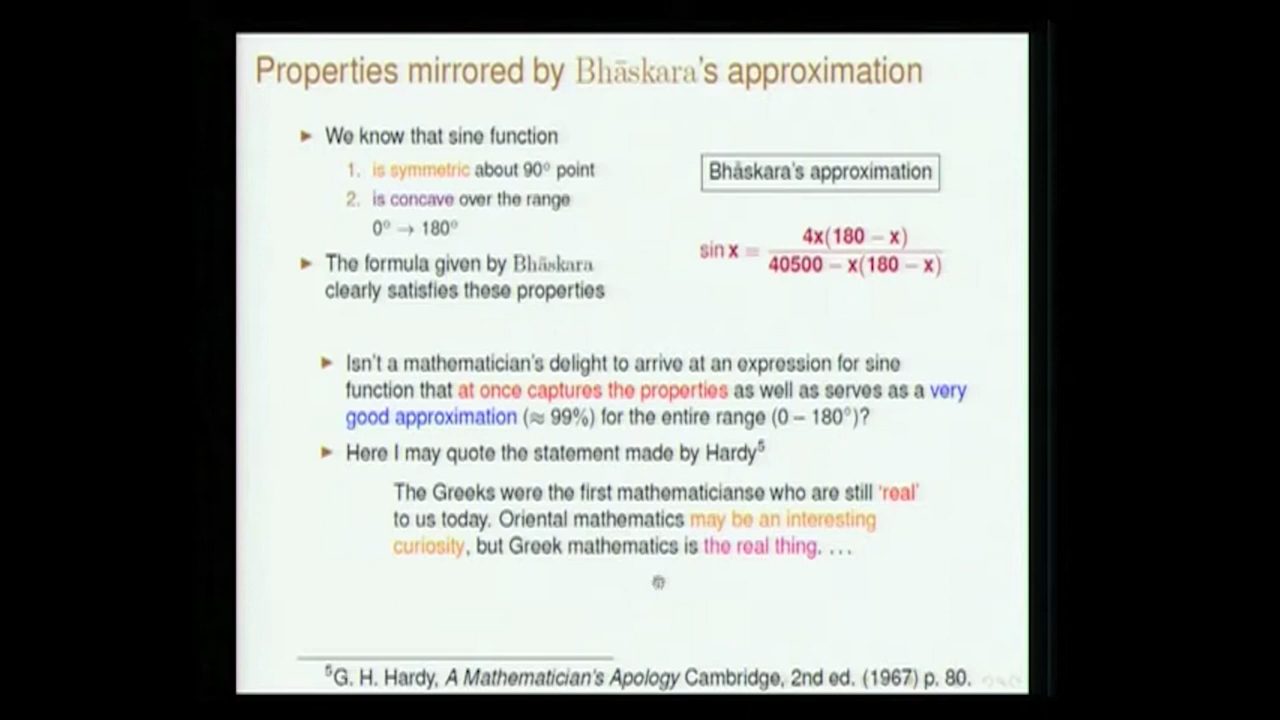 Properties mirrored by Bhāskara's approximation
► We know that sine function
1. is symmetric about 90° point
2. is concave over the range
0° → 180°
► The formula given by Bhāskara
clearly satisfies these properties
Bhāskara's approximation
sin x = 4x(180 − x) / 40500 − x(180 − x)
► Isn't a mathematician's delight to arrive at an expression for sine
function that at once captures the properties as well as serves as a very
good approximation (≈ 99%) for the entire range (0 – 180°)?
► Here I may quote the statement made by Hardy⁵
The Greeks were the first mathematicianse who are still 'real'
to us today. Oriental mathematics may be an interesting
curiosity, but Greek mathematics is the real thing. ...
⁵G. H. Hardy, A Mathematician's Apology Cambridge, 2nd ed. (1967) p. 80.